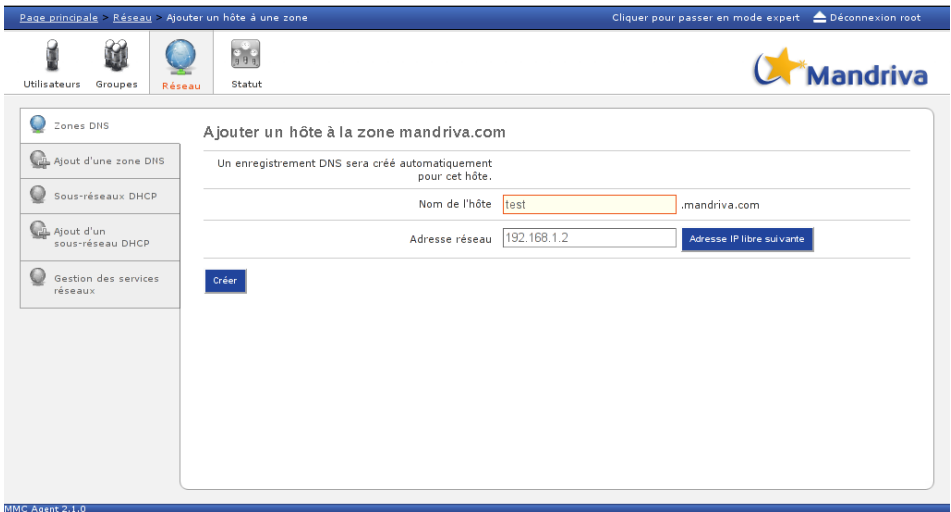 Page principale > Réseau > Ajouter un hôte à une zone
Cliquer pour passer en mode expert Déconnexion root
Utilisateurs Groupes Réseau Statut
Mandriva
Zones DNS
Ajout d'une zone DNS
Sous-réseaux DHCP
Ajout d'un
sous-réseau DHCP
Gestion des services
réseaux
Ajouter un hôte à la zone mandriva.com
Un enregistrement DNS sera créé automatiquement
pour cet hôte.
Nom de l'hôte test .mandriva.com
Adresse réseau 192.168.1.2 Adresse IP libre suivante
Créer
MMC Agent 2.1.0